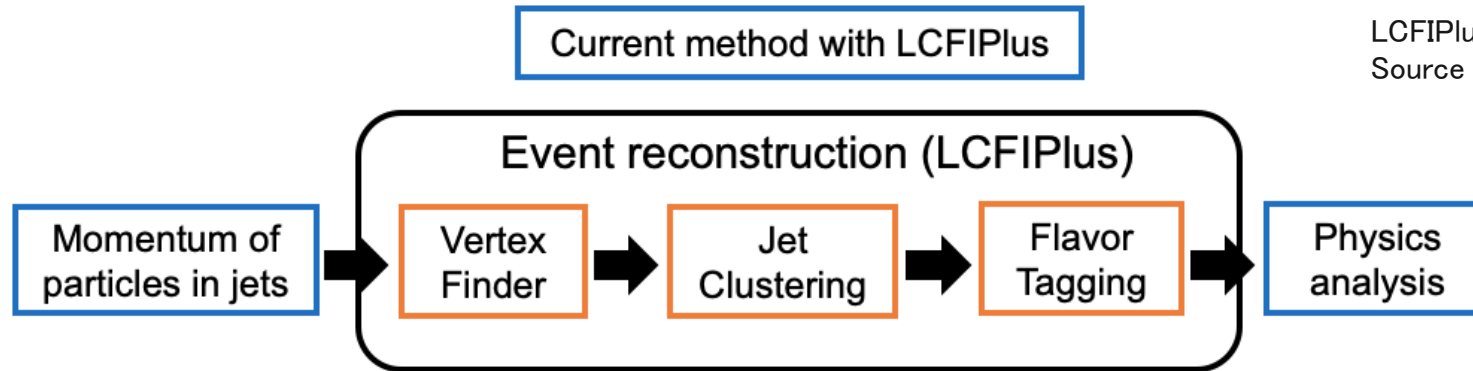 Current method with LCFIPlus
LCFIPlu
Source
Event reconstruction (LCFIPlus)
Momentum of
particles in jets
Vertex
Finder
Jet
Clustering
Flavor
Tagging
Physics
analysis